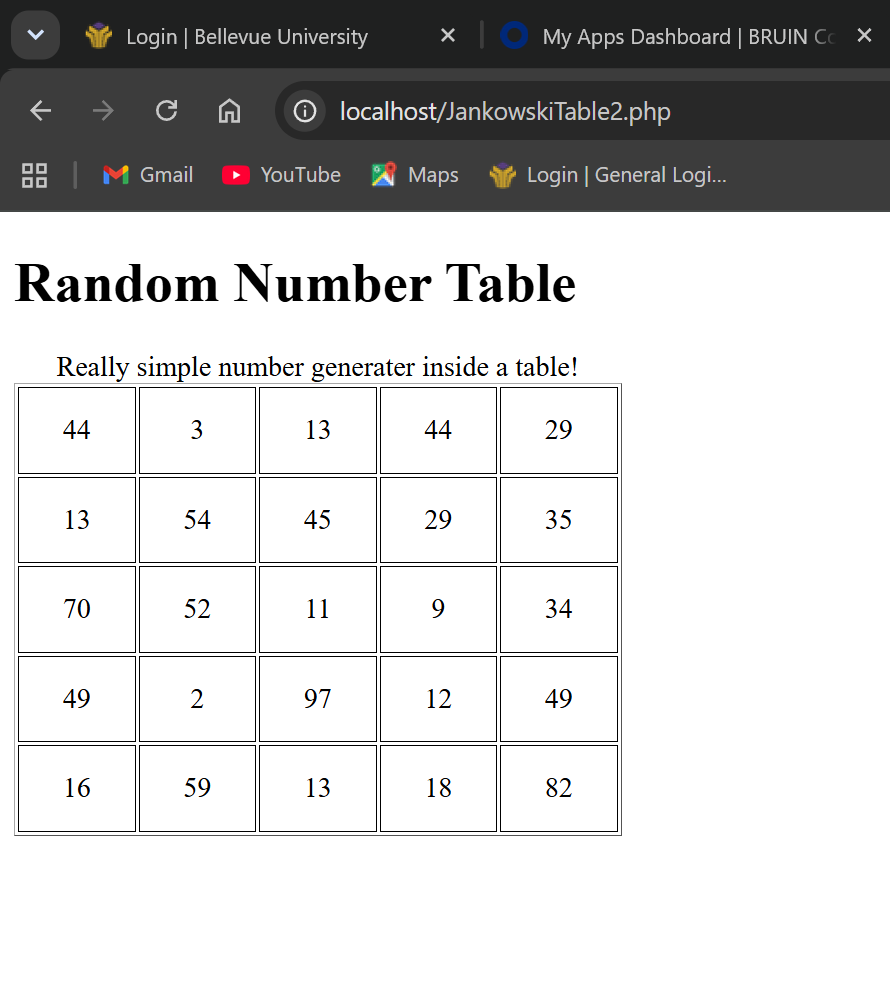 Login | Bellevue University
My Apps Dashboard | BRUIN
localhost/JankowskiTable2.php
Gmail YouTube Maps Login | General Logi...
Random Number Table
Really simple number generater inside a table!
44 3 13 44 29
13 54 45 29 35
70 52 11 9 34
49 2 97 12 49
16 59 13 18 82